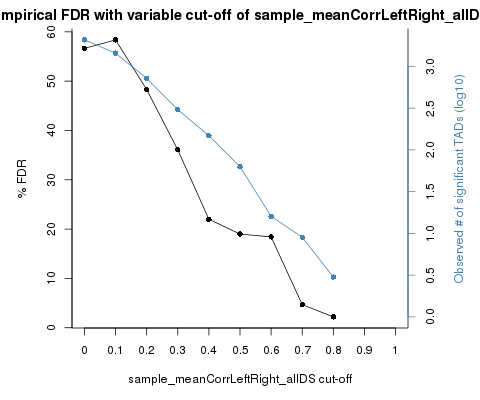 mpirical FDR with variable cut-off of sample_meanCorrLeftRight_allD
60
50
40
30
20
10
0
% FDR
3.0
2.5
2.0
1.5
1.0
0.5
0.0
Observed # of significant TADs (log10)
0 0.1 0.2 0.3 0.4 0.5 0.6 0.7 0.8 0.9 1
sample_meanCorrLeftRight_allDS cut-off